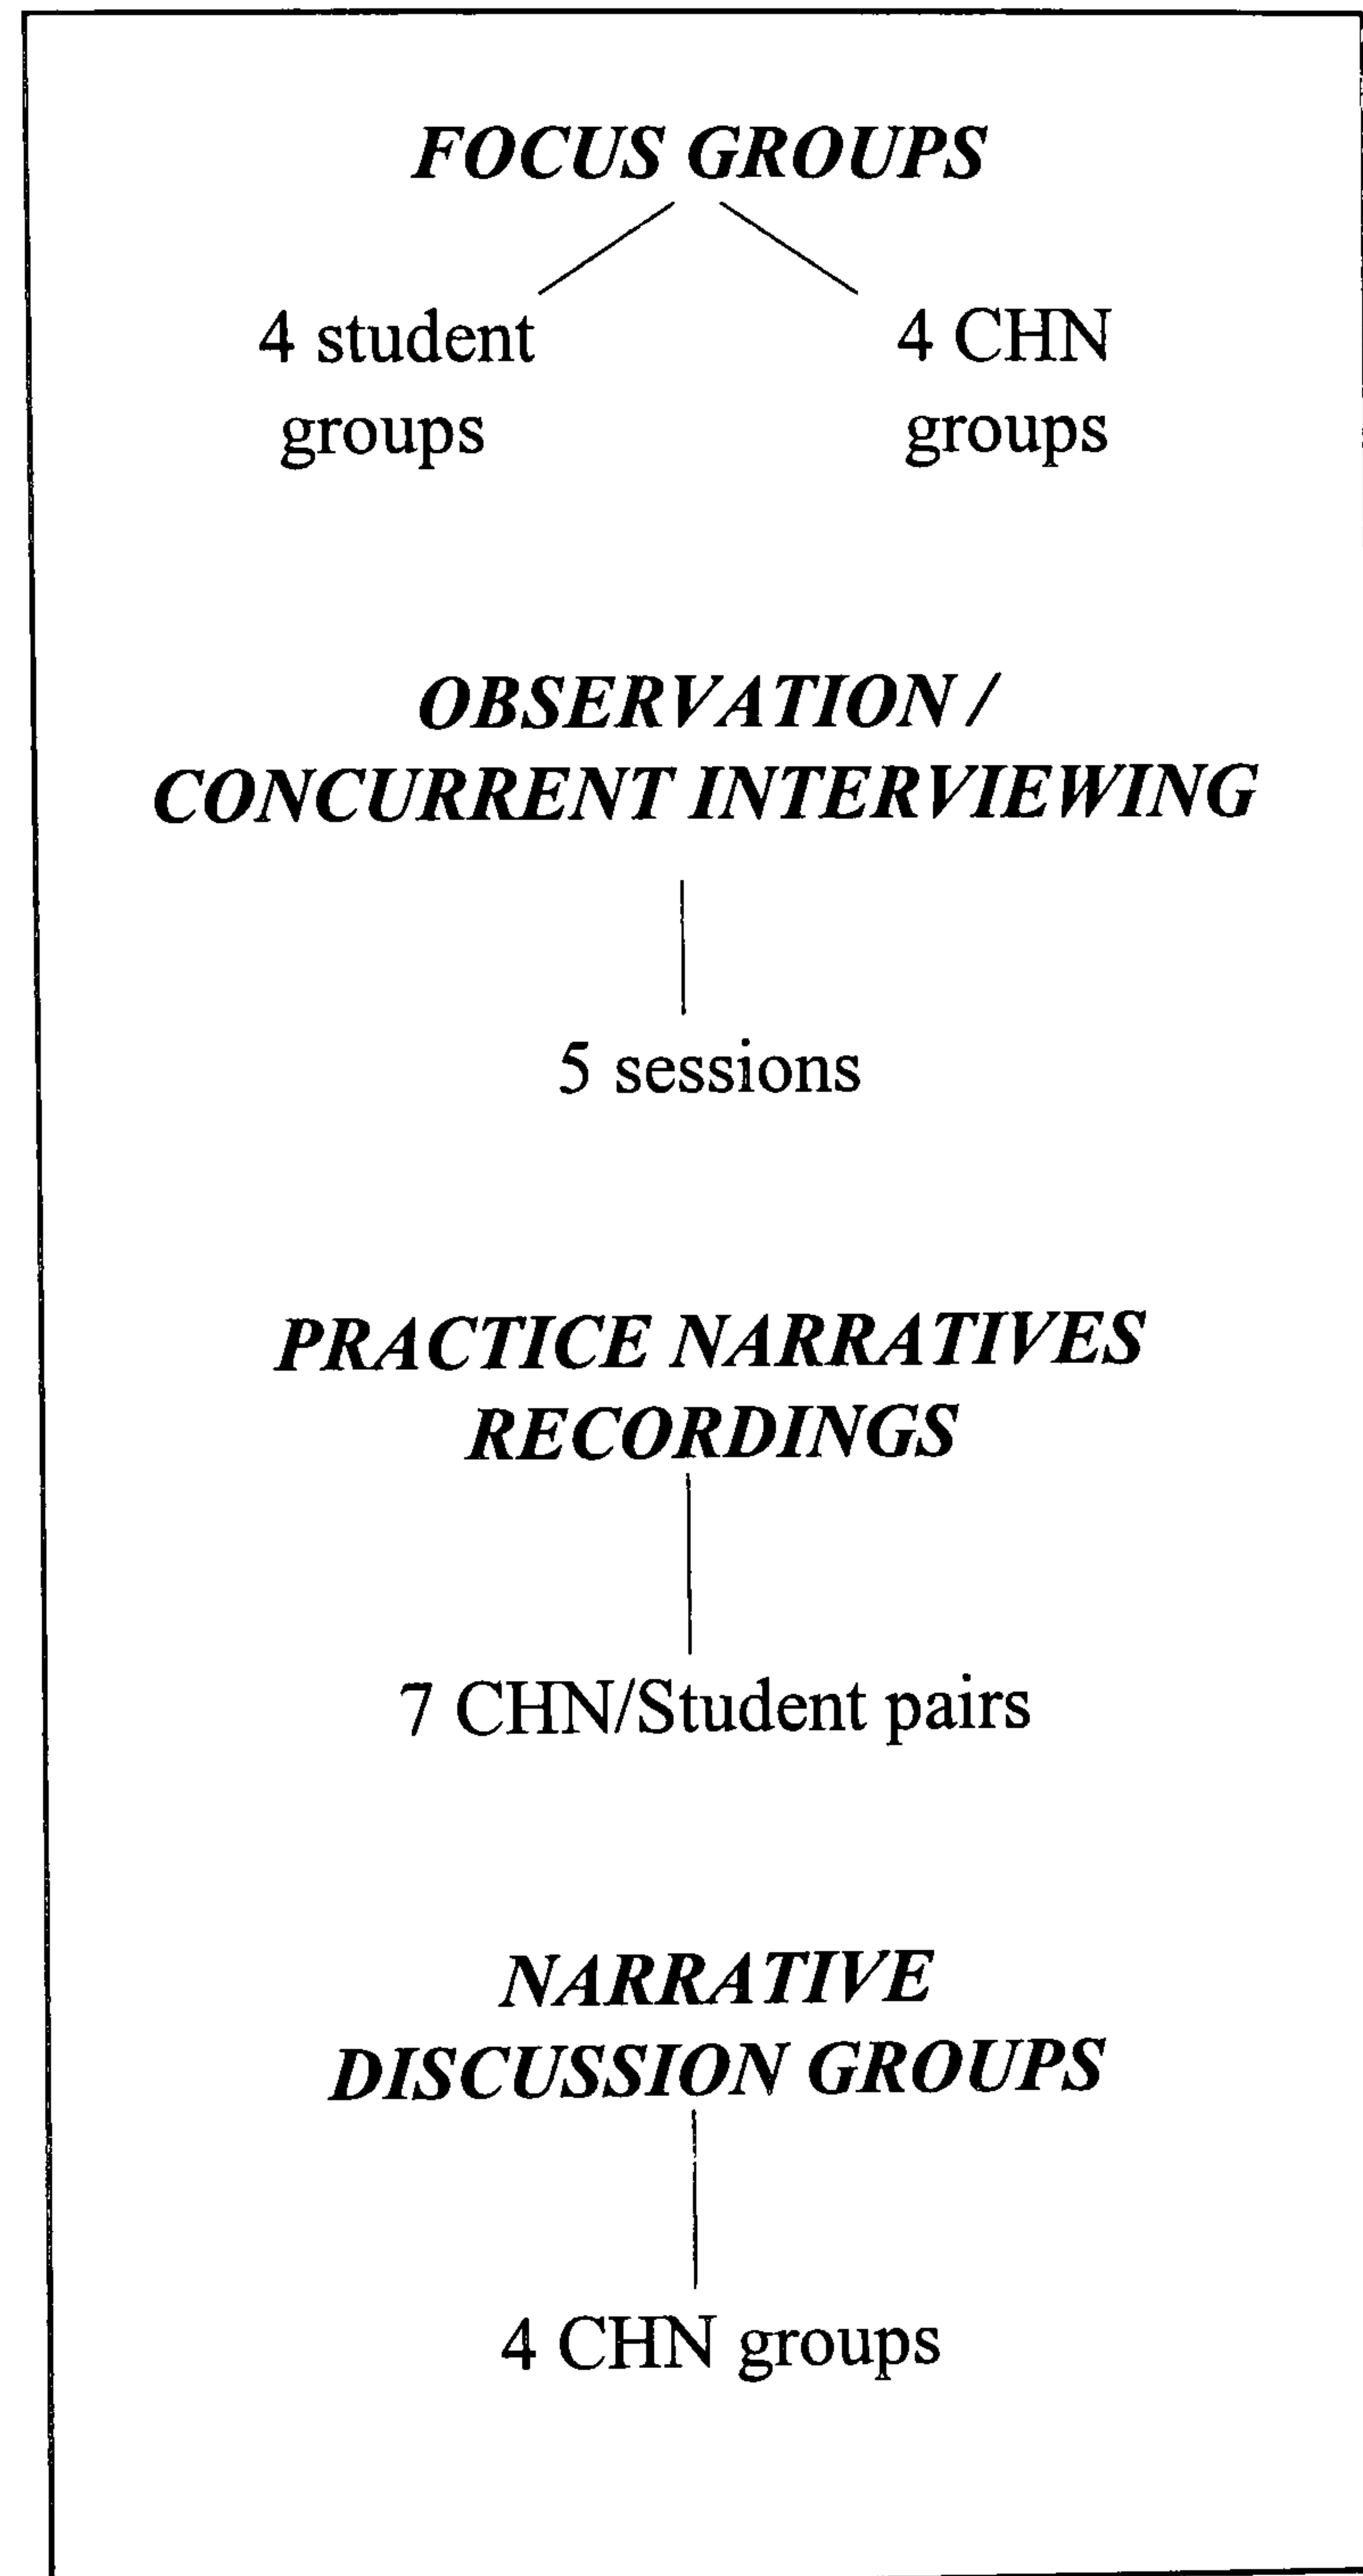 FOCUS GROUPS
4 student
groups
4 CHN
groups
OBSERVATION /
CONCURRENT INTERVIEWING
5 sessions
PRACTICE NARRATIVES
RECORDINGS
7 CHN/Student pairs
NARRATIVE
DISCUSSION GROUPS
4 CHN groups